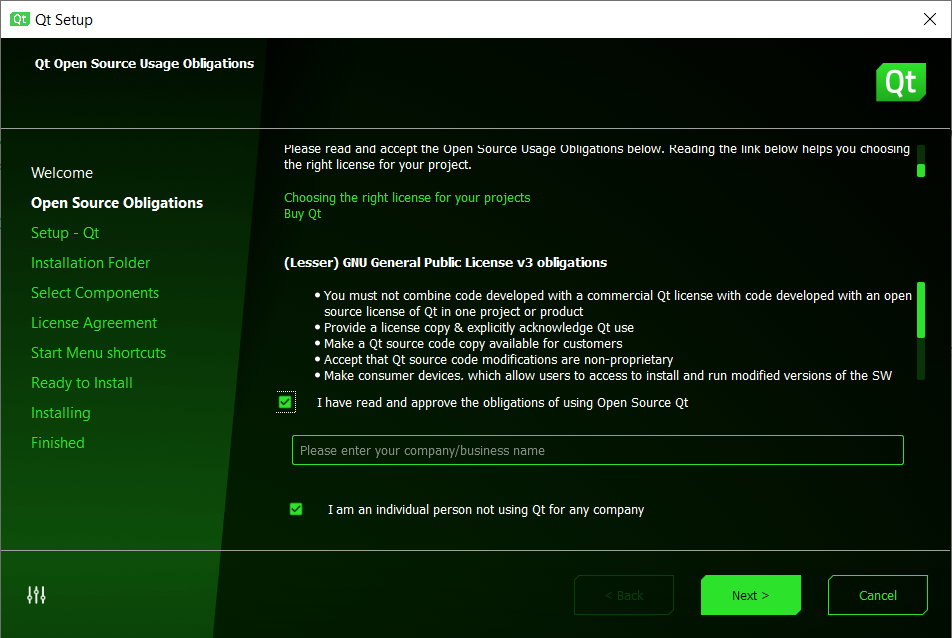 Qt Qt Setup
Qt Open Source Usage Obligations
Qt
Welcome
Open Source Obligations
Setup - Qt
Installation Folder
Select Components
License Agreement
Start Menu shortcuts
Ready to Install
Installing
Finished
Please read and accept the Open Source Usage Obligations below. Reading the link below helps you choosing
the right license for your project.
Choosing the right license for your projects
Buy Qt
(Lesser) GNU General Public License v3 obligations
• You must not combine code developed with a commercial Qt license with code developed with an open
source license of Qt in one project or product
• Provide a license copy & explicitly acknowledge Qt use
• Make a Qt source code copy available for customers
• Accept that Qt source code modifications are non-proprietary
• Make consumer devices, which allow users to access to install and run modified versions of the SW
I have read and approve the obligations of using Open Source Qt
Please enter your company/business name
I am an individual person not using Qt for any company
< Back
Next >
Cancel